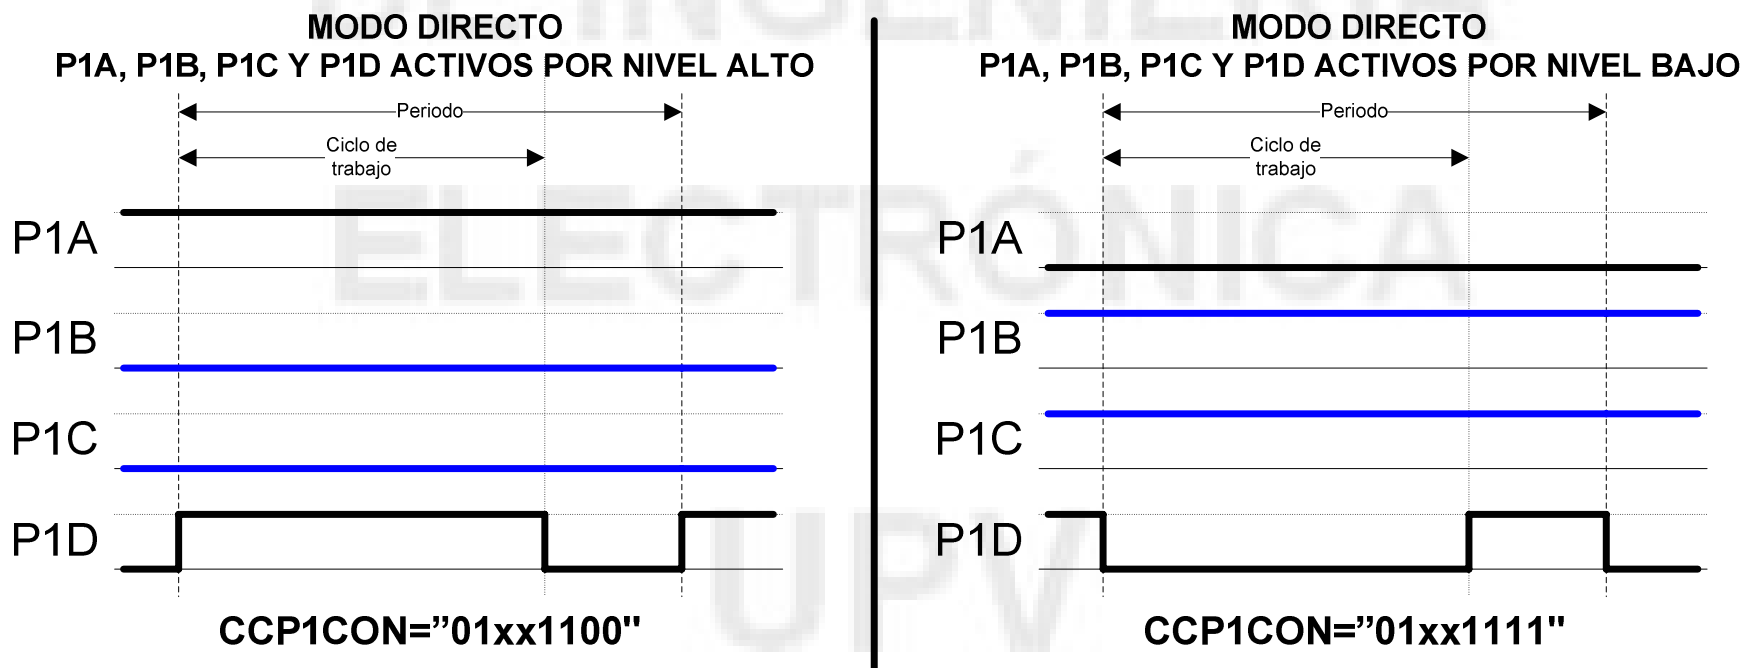 MODO DIRECTO
P1A, P1B, P1C Y P1D ACTIVOS POR NIVEL ALTO
Periodo
Ciclo de
trabajo
P1A
P1B
P1C
P1D
CCP1CON=”01xx1100"
MODO DIRECTO
P1A, P1B, P1C Y P1D ACTIVOS POR NIVEL BAJO
Periodo
Ciclo de
trabajo
P1A
P1B
P1C
P1D
CCP1CON=”01xx1111"
ELECTRÓNICA
UPV